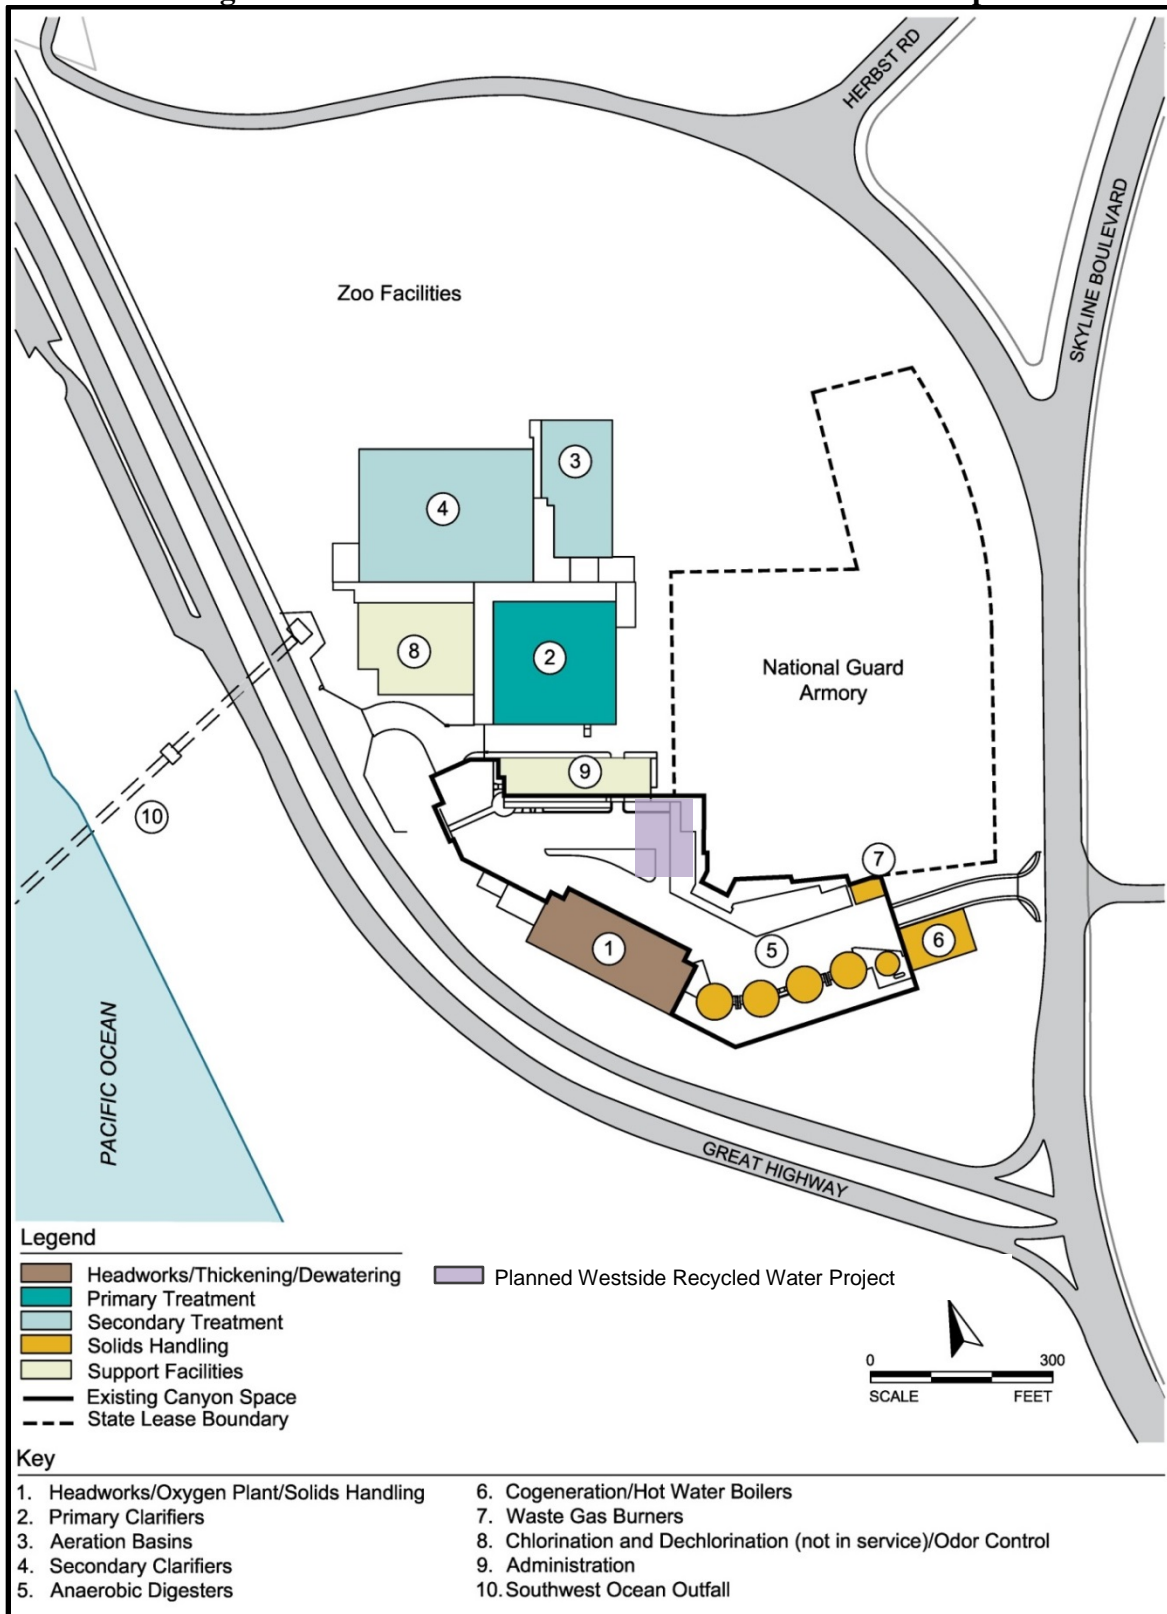 HERBST RD
SKYLINE BOULEVARD
Zoo Facilities
3
4
8
2
National Guard
Armory
9
10
7
1
5
6
PACIFIC OCEAN
GREAT HIGHWAY
Legend
Headworks/Thickening/Dewatering
Planned Westside Recycled Water Project
Primary Treatment
Secondary Treatment
Solids Handling
Support Facilities
Existing Canyon Space
State Lease Boundary
0 300
SCALE FEET
Key
1. Headworks/Oxygen Plant/Solids Handling
2. Primary Clarifiers
3. Aeration Basins
4. Secondary Clarifiers
5. Anaerobic Digesters
6. Cogeneration/Hot Water Boilers
7. Waste Gas Burners
8. Chlorination and Dechlorination (not in service)/Odor Control
9. Administration
10. Southwest Ocean Outfall